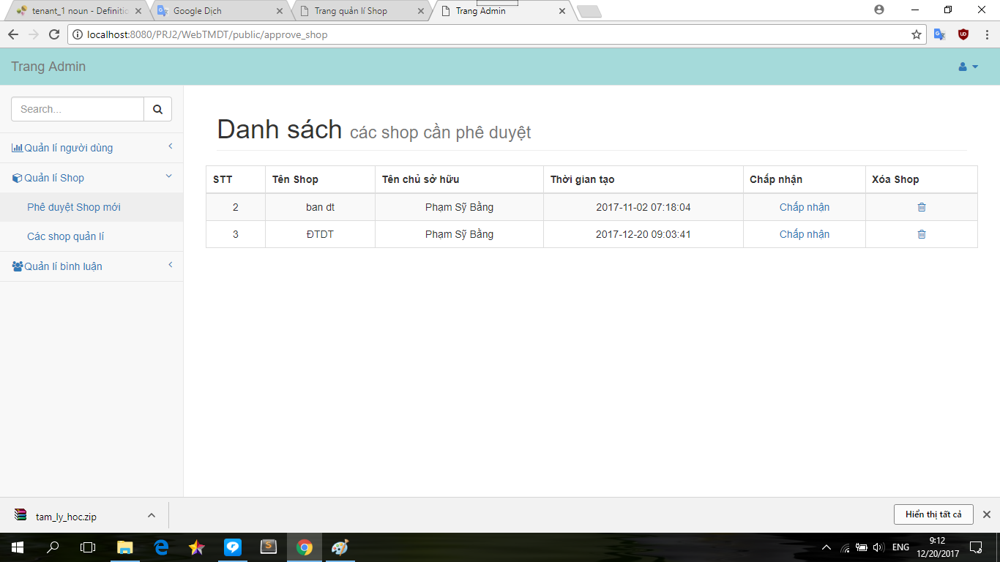 tenant_1 noun - Definitic
Google Dịch
Trang quản lí Shop
Trang Admin
localhost:8080/PRJ2/WebTMDT/public/approve_shop
Trang Admin
Search...
Quản lí người dùng
Quản lí Shop
Phê duyệt Shop mới
Các shop quản lí
Quản lí bình luận
Danh sách các shop cần phê duyệt
STT Tên Shop Tên chủ sở hữu Thời gian tạo Chấp nhận Xóa Shop
2 ban dt Phạm Sỹ Bằng 2017-11-02 07:18:04 Chấp nhận
3 ĐTDT Phạm Sỹ Bằng 2017-12-20 09:03:41 Chấp nhận
tam_ly_hoc.zip
Hiển thị tất cả
ENG
9:12
12/20/2017